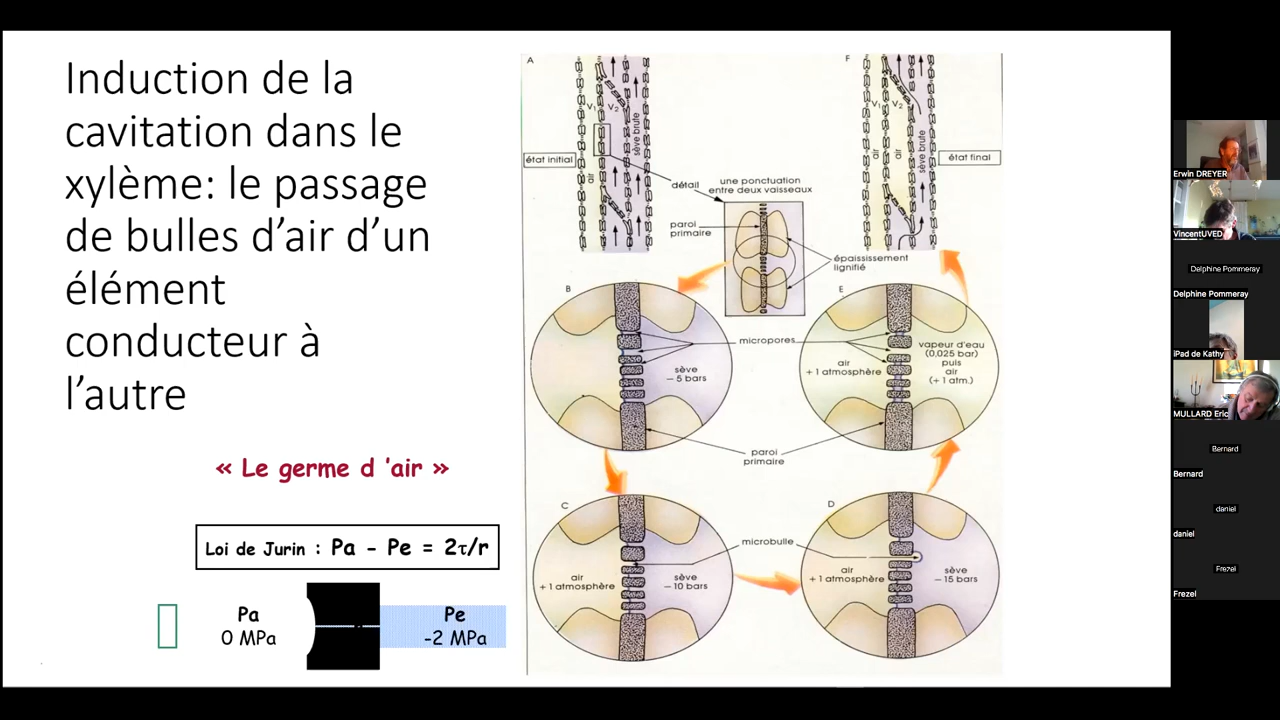 Induction de la
cavitation dans le
xylème: le passage
de bulles d’air d’un
élément
conducteur à
l’autre
« Le germe d ’air »
Loi de Jurin : Pa - Pe = 2τ/r
Pa
0 MPa
Pe
-2 MPa
A
V1
V2
sève brute
air
état initial
détail
une ponctuation
entre deux vaisseaux
paroi
primaire
épaississement
lignifié
F
V1
V2
air
air
sève brute
état final
B
micropores
sève
– 5 bars
E
air
+ 1 atmosphère
vapeur d'eau
(0,025 bar)
puis
air
(+ 1 atm.)
paroi
primaire
C
air
+ 1 atmosphère
sève
– 10 bars
microbulle
D
air
+ 1 atmosphère
sève
– 15 bars
Erwin DREYER
VincentUVED
Delphine Pommeray
Delphine Pommeray
iPad de Kathy
MULLARD Eric
Bernard
Bernard
daniel
daniel
Frezel
Frezel